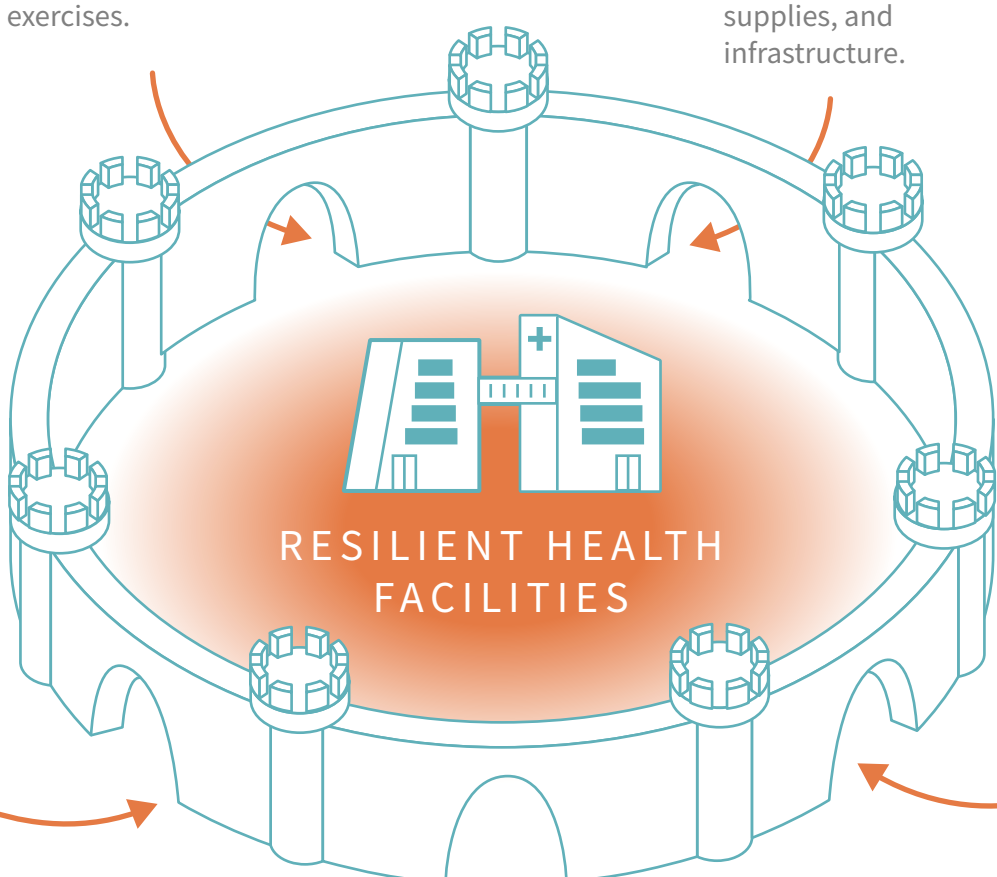 exercises.
supplies, and
infrastructure.
RESILIENT HEALTH
FACILITIES